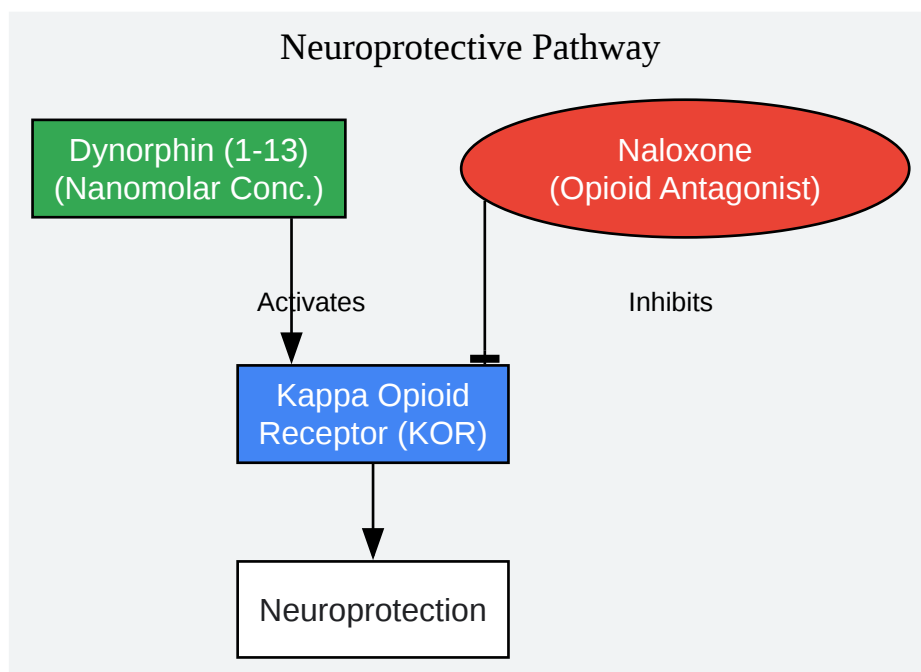 Neuroprotective Pathway
Dynorphin (1-13)
(Nanomolar Conc.)
Naloxone
(Opioid Antagonist)
Activates
Inhibits
Kappa Opioid
Receptor (KOR)
Neuroprotection